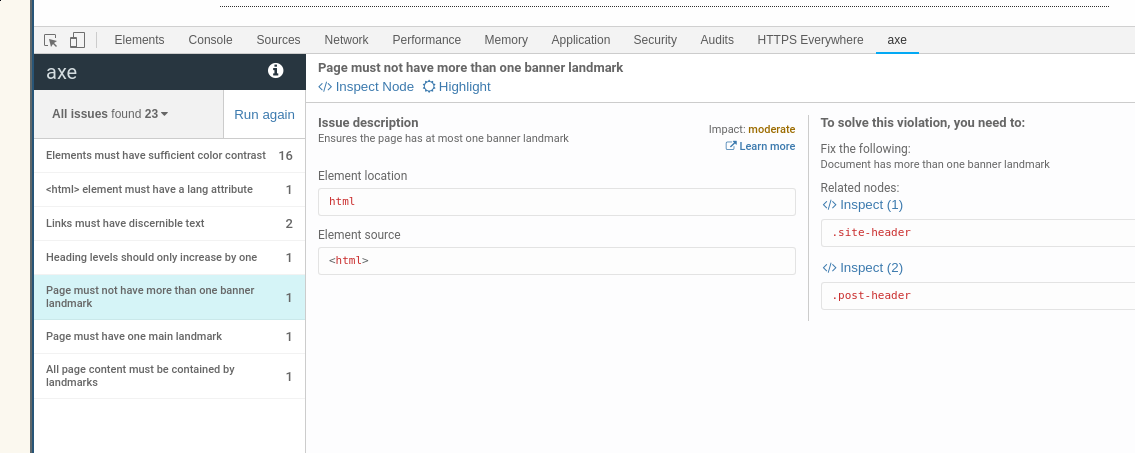 Elements Console Sources Network Performance Memory Application Security Audits HTTPS Everywhere axe
axe
All issues found 23
Run again
Elements must have sufficient color contrast 16
<html> element must have a lang attribute 1
Links must have discernible text 2
Heading levels should only increase by one 1
Page must not have more than one banner
landmark 1
Page must have one main landmark 1
All page content must be contained by
landmarks 1
Page must not have more than one banner landmark
</> Inspect Node Highlight
Issue description
Ensures the page has at most one banner landmark
Impact: moderate
Learn more
Element location
html
Element source
<html>
To solve this violation, you need to:
Fix the following:
Document has more than one banner landmark
Related nodes:
</> Inspect (1)
.site-header
</> Inspect (2)
.post-header